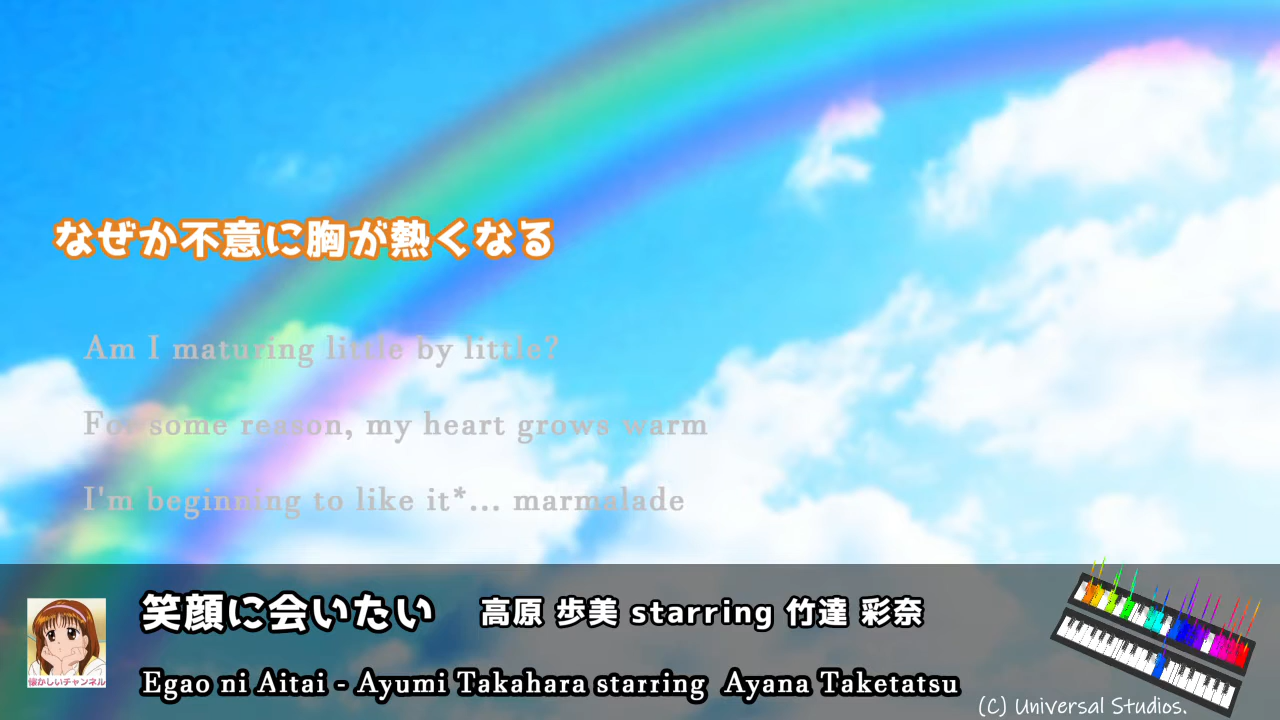 なぜか不意に胸が熱くなる
Am I maturing little by little?
For some reason, my heart grows warm
I'm beginning to like it*... marmalade
笑顔に会いたい 高原 歩美 starring 竹達 彩奈
Egao ni Aitai - Ayumi Takahara starring Ayana Taketatsu
懐かしいチャンネル
(C) Universal Studios.